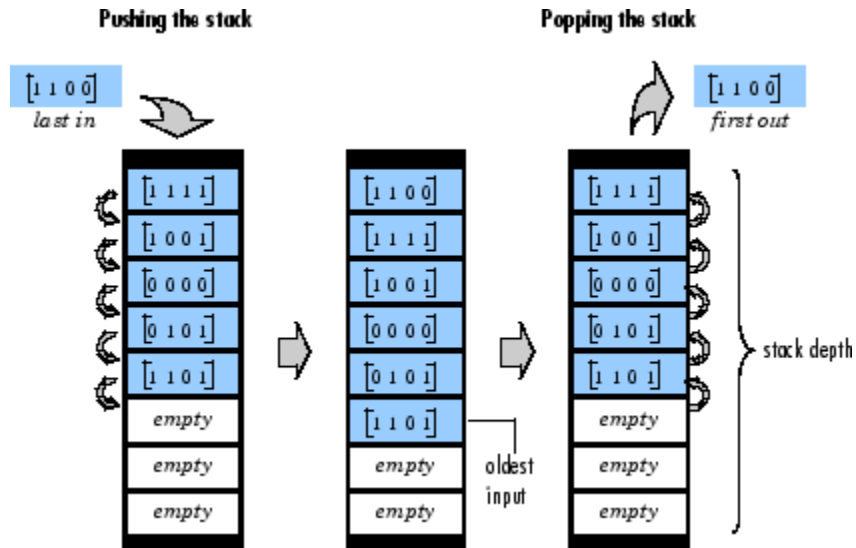 Pushing the stack
Popping the stack
[1 1 0 0]
last in
[1 1 0 0]
first out
[1 1 1 1]
[1 0 0 1]
[0 0 0 0]
[0 1 0 1]
[1 1 0 1]
empty
empty
empty
[1 1 0 0]
[1 1 1 1]
[1 0 0 1]
[0 0 0 0]
[0 1 0 1]
[1 1 0 1]
empty
empty
oldest
input
[1 1 1 1]
[1 0 0 1]
[0 0 0 0]
[0 1 0 1]
[1 1 0 1]
empty
empty
empty
stack depth